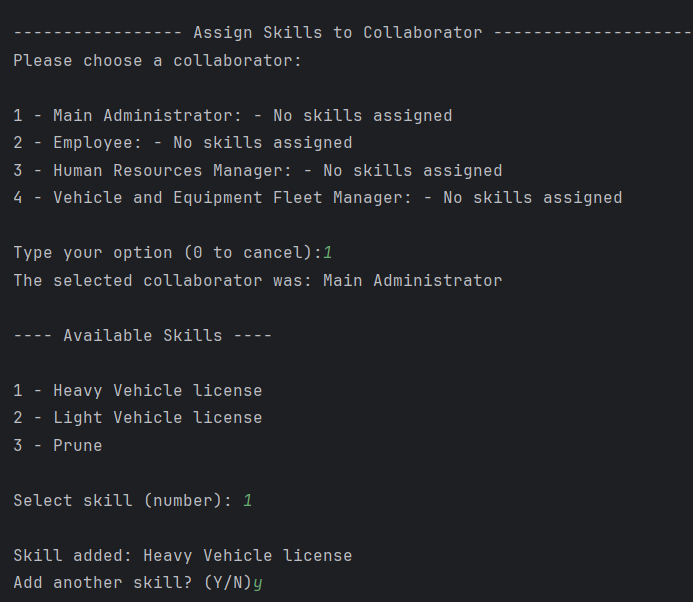 ----------------- Assign Skills to Collaborator --------------------
Please choose a collaborator:
1 - Main Administrator: - No skills assigned
2 - Employee: - No skills assigned
3 - Human Resources Manager: - No skills assigned
4 - Vehicle and Equipment Fleet Manager: - No skills assigned
Type your option (0 to cancel):1
The selected collaborator was: Main Administrator
---- Available Skills ----
1 - Heavy Vehicle license
2 - Light Vehicle license
3 - Prune
Select skill (number): 1
Skill added: Heavy Vehicle license
Add another skill? (Y/N)y